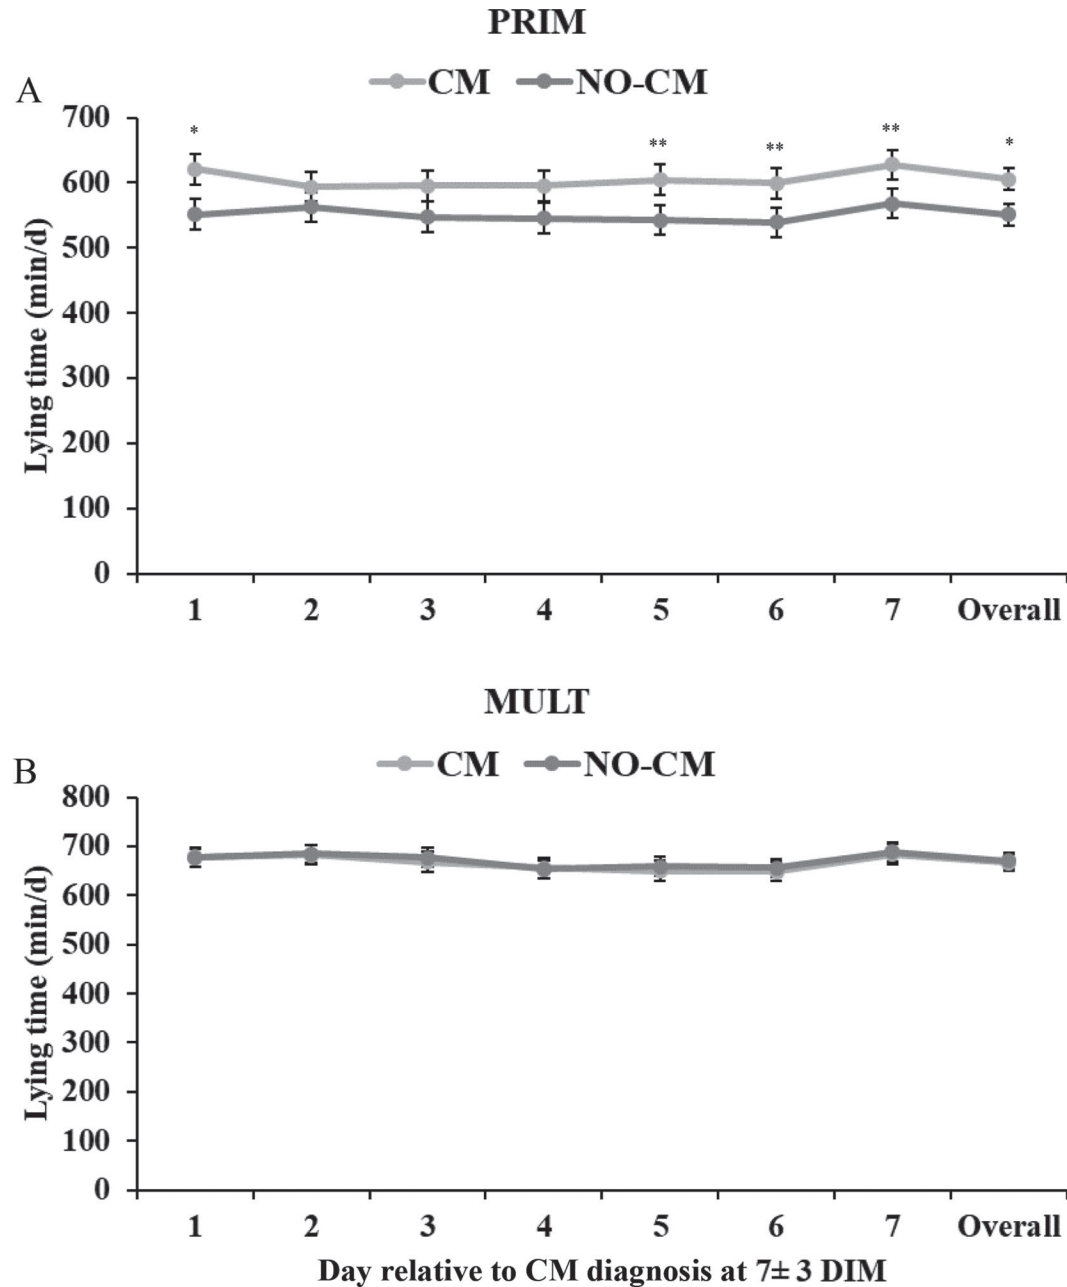 PRIM
CM NO-CM
A
700
* ** ** ** *
600
500
400
300
200
100
0
Lying time (min/d)
1 2 3 4 5 6 7 Overall
MULT
CM NO-CM
B
800
700
600
500
400
300
200
100
0
Lying time (min/d)
1 2 3 4 5 6 7 Overall
Day relative to CM diagnosis at 7± 3 DIM